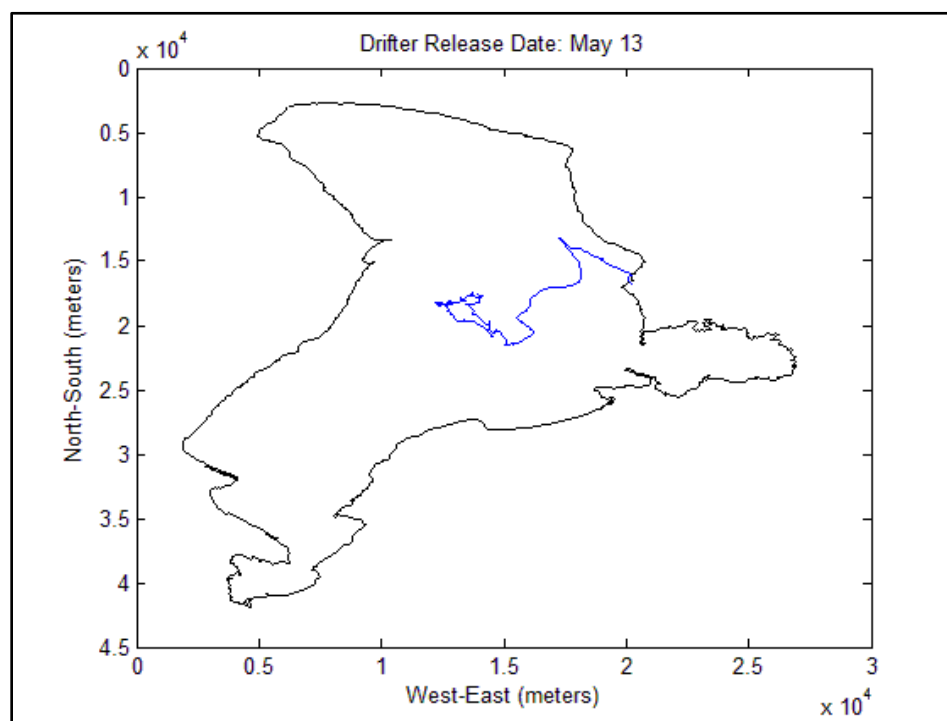 Drifter Release Date: May 13
x 10^4
0
0.5
1
1.5
2
2.5
3
3.5
4
4.5
North-South (meters)
0 0.5 1 1.5 2 2.5 3
West-East (meters)
x 10^4